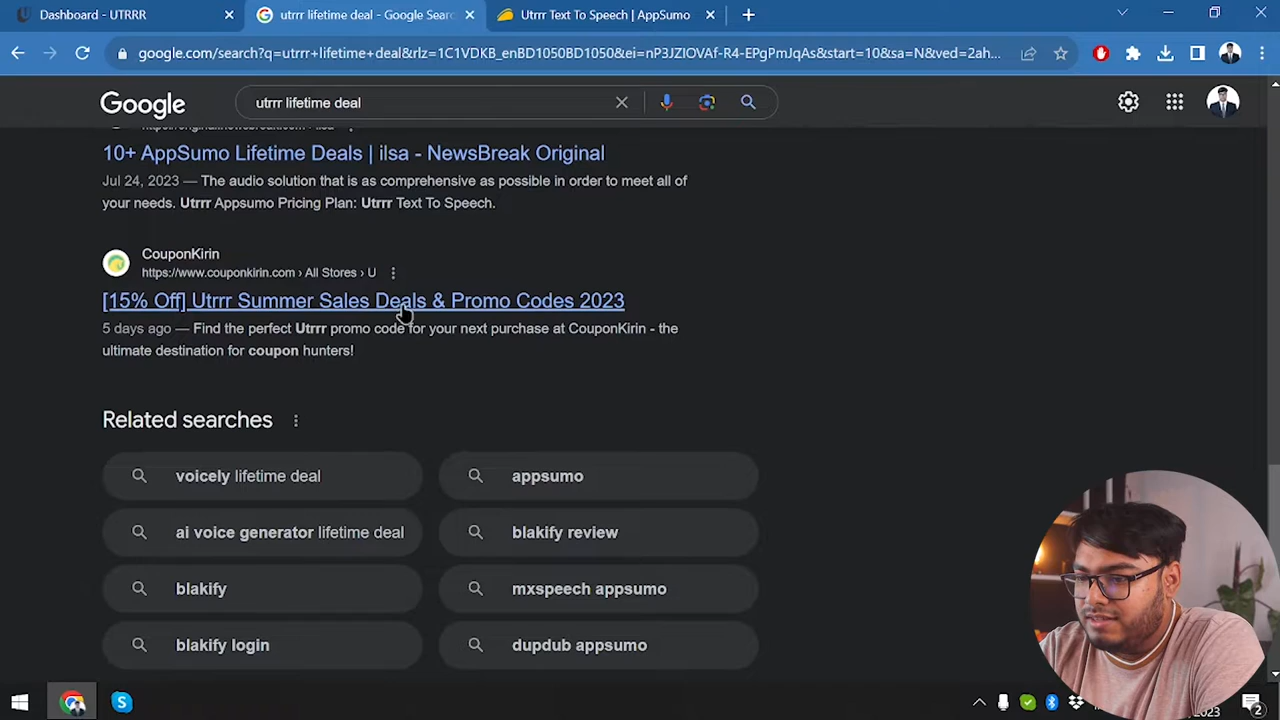 Dashboard - UTRRR
utrrr lifetime deal - Google Sear
Utrrr Text To Speech | AppSumo
google.com/search?q=utrrr+lifetime+deal&rlz=1C1VDKB_enBD1050BD1050&ei=nP3JZIOVAf-R4-EPgPmJqAs&start=10&sa=N&ved=2ah...
Google
utrrr lifetime deal
10+ AppSumo Lifetime Deals | ilsa - NewsBreak Original
Jul 24, 2023 — The audio solution that is as comprehensive as possible in order to meet all of
your needs. Utrrr Appsumo Pricing Plan: Utrrr Text To Speech.
CouponKirin
https://www.couponkirin.com › All Stores › U
[15% Off] Utrrr Summer Sales Deals & Promo Codes 2023
5 days ago — Find the perfect Utrrr promo code for your next purchase at CouponKirin - the
ultimate destination for coupon hunters!
Related searches
voicely lifetime deal
appsumo
ai voice generator lifetime deal
blakify review
blakify
mxspeech appsumo
blakify login
dupdub appsumo
2